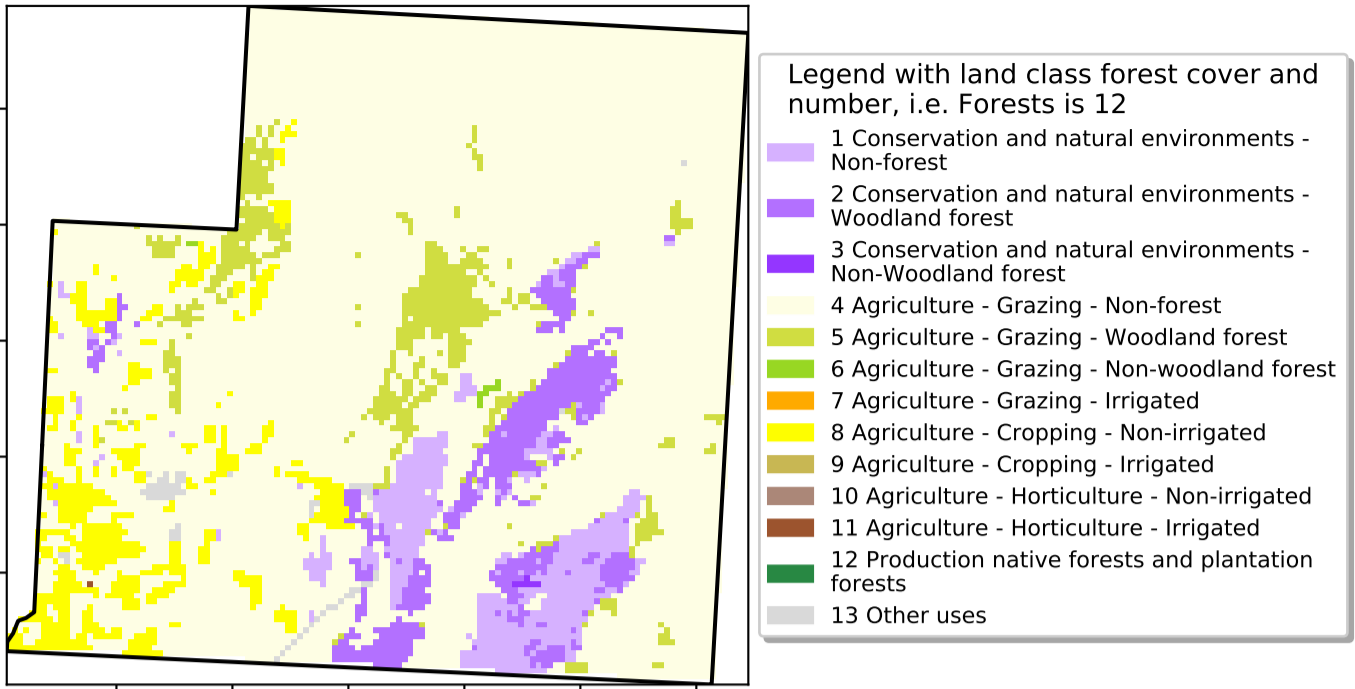 Legend with land class forest cover and
number, i.e. Forests is 12
1 Conservation and natural environments -
Non-forest
2 Conservation and natural environments -
Woodland forest
3 Conservation and natural environments -
Non-Woodland forest
4 Agriculture - Grazing - Non-forest
5 Agriculture - Grazing - Woodland forest
6 Agriculture - Grazing - Non-woodland forest
7 Agriculture - Grazing - Irrigated
8 Agriculture - Cropping - Non-irrigated
9 Agriculture - Cropping - Irrigated
10 Agriculture - Horticulture - Non-irrigated
11 Agriculture - Horticulture - Irrigated
12 Production native forests and plantation
forests
13 Other uses